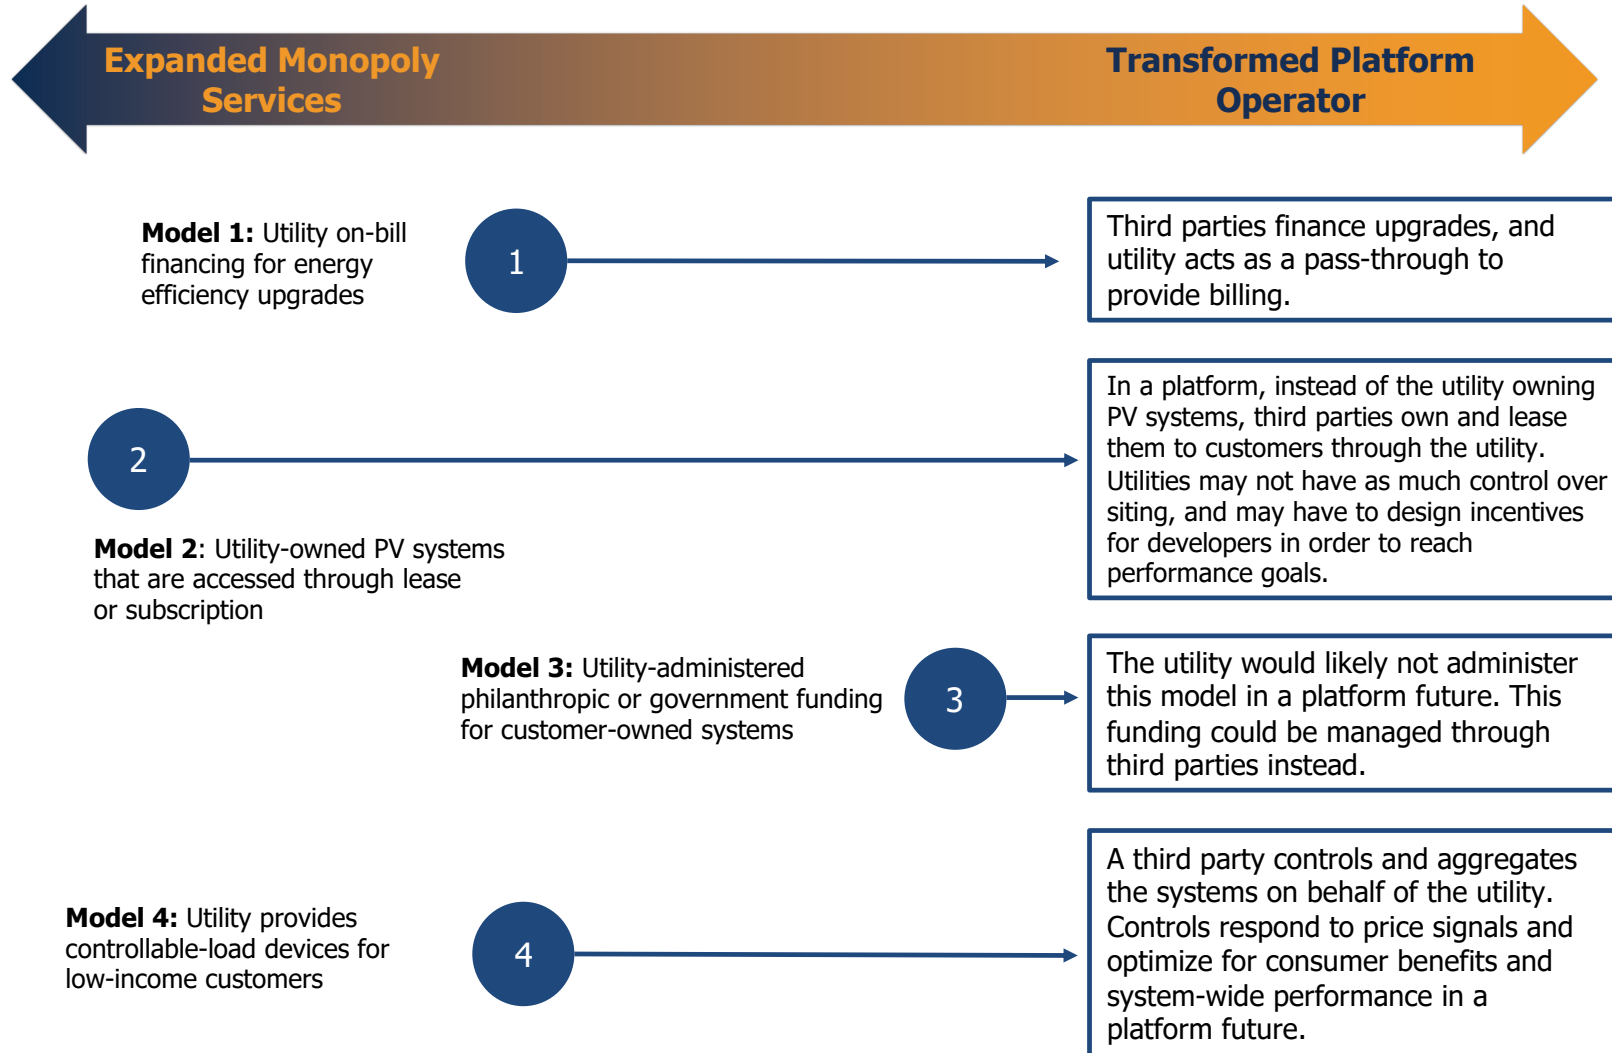 Expanded Monopoly
Services
Transformed Platform
Operator
Model 1: Utility on-bill
financing for energy
efficiency upgrades
1
Third parties finance upgrades, and
utility acts as a pass-through to
provide billing.
2
Model 2: Utility-owned PV systems
that are accessed through lease
or subscription
In a platform, instead of the utility owning
PV systems, third parties own and lease
them to customers through the utility.
Utilities may not have as much control over
siting, and may have to design incentives
for developers in order to reach
performance goals.
Model 3: Utility-administered
philanthropic or government funding
for customer-owned systems
3
The utility would likely not administer
this model in a platform future. This
funding could be managed through
third parties instead.
Model 4: Utility provides
controllable-load devices for
low-income customers
4
A third party controls and aggregates
the systems on behalf of the utility.
Controls respond to price signals and
optimize for consumer benefits and
system-wide performance in a
platform future.